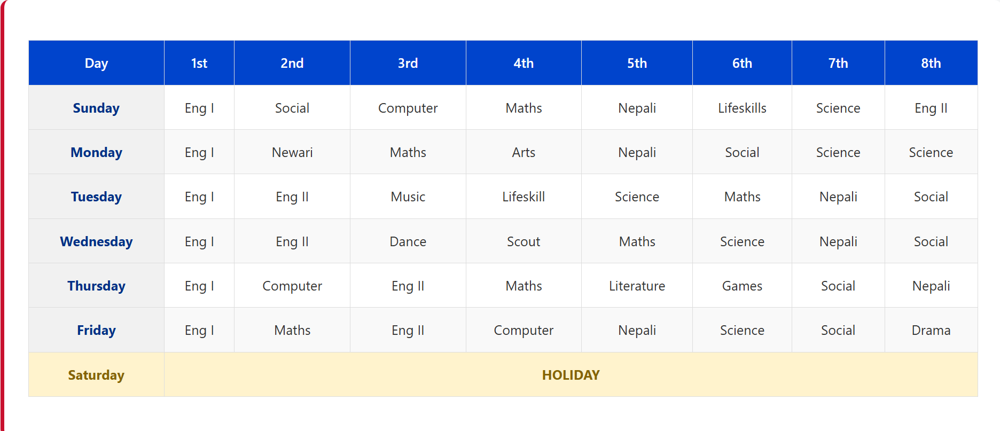 Day 1st 2nd 3rd 4th 5th 6th 7th 8th
Sunday Eng I Social Computer Maths Nepali Lifeskills Science Eng II
Monday Eng I Newari Maths Arts Nepali Social Science Science
Tuesday Eng I Eng II Music Lifeskill Science Maths Nepali Social
Wednesday Eng I Eng II Dance Scout Maths Science Nepali Social
Thursday Eng I Computer Eng II Maths Literature Games Social Nepali
Friday Eng I Maths Eng II Computer Nepali Science Social Drama
Saturday HOLIDAY